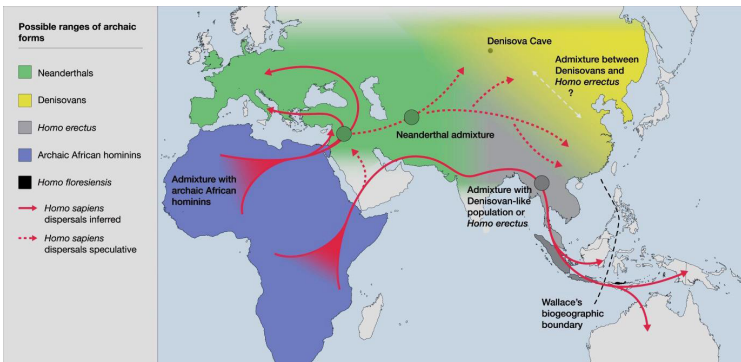 Possible ranges of archaic
forms
Neanderthals
Denisovans
Homo erectus
Archaic African hominins
Homo floresiensis
Homo sapiens
dispersals inferred
Homo sapiens
dispersals speculative
Denisova Cave
Admixture between
Denisovans and
Homo errectus
?
Neanderthal admixture
Admixture with
archaic African
hominins
Admixture with
Denisovan-like
population or
Homo erectus
Wallace's
biogeographic
boundary